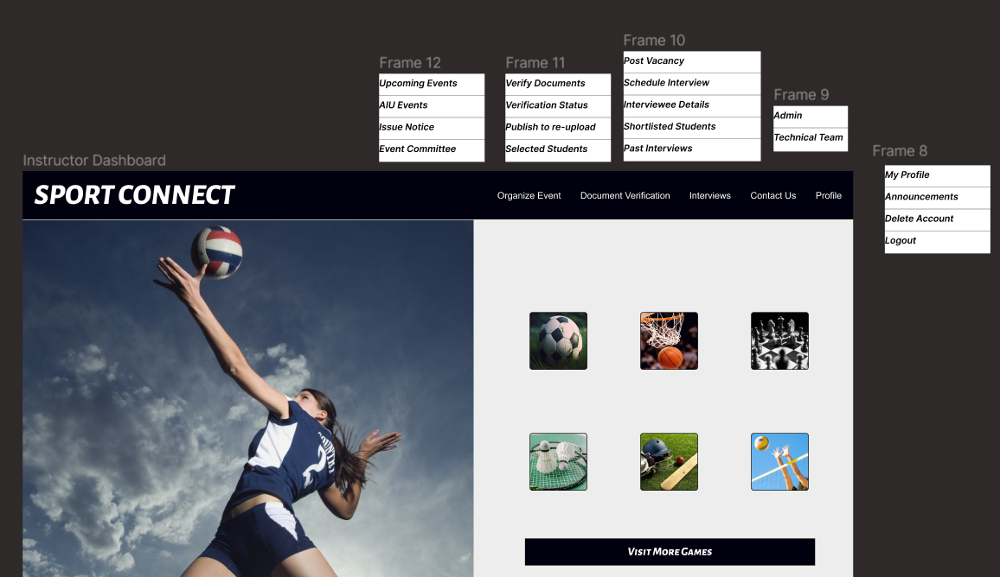 Frame 12
Upcoming Events
AIU Events
Issue Notice
Event Committee
Frame 11
Verify Documents
Verification Status
Publish to re-upload
Selected Students
Frame 10
Post Vacancy
Schedule Interview
Interviewee Details
Shortlisted Students
Past Interviews
Frame 9
Admin
Technical Team
Frame 8
My Profile
Announcements
Delete Account
Logout
Instructor Dashboard
SPORT CONNECT
Organize Event
Document Verification
Interviews
Contact Us
Profile
2
Visit More Games